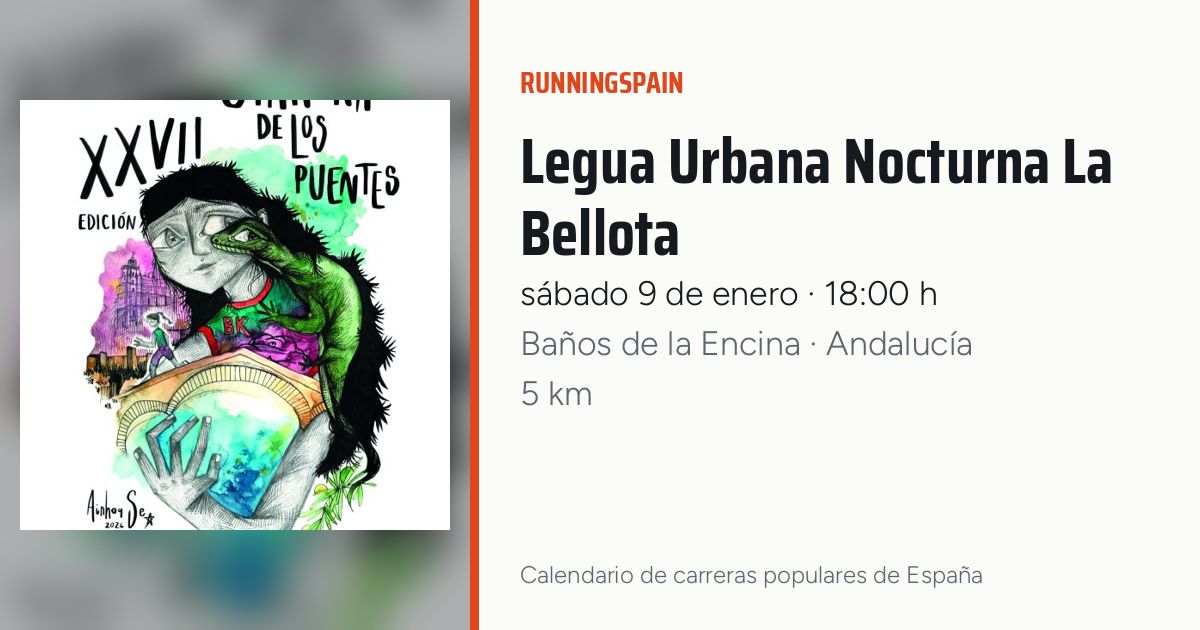 XXVII
DE LOS
PUENTES
EDICIÓN
BK
Ainhoa Se
2026
RUNNINGSPAIN
Legua Urbana Nocturna La
Bellota
sábado 9 de enero · 18:00 h
Baños de la Encina · Andalucía
5 km
Calendario de carreras populares de España